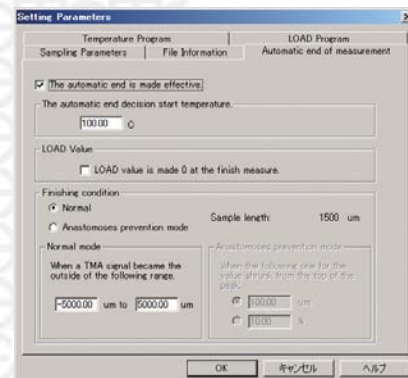 Setting Parameters
Temperature Program
LOAD Program
Sampling Parameters
File Information
Automatic end of measurement
The automatic end is made effective.
The automatic end decision start temperature.
100.00 C
LOAD Value
LOAD value is made 0 at the finish measure.
Finishing condition
Normal
Anastomoses prevention mode
Sample length: 1500 um
Normal mode
When a TMA signal became the
outside of the following range.
-5000.00 um to 5000.00 um
Anastomoses prevention mode
When the following one for the
value shrunk from the top of the
peak.
100.00 um
10.00 %
OK
キャンセル
ヘルプ